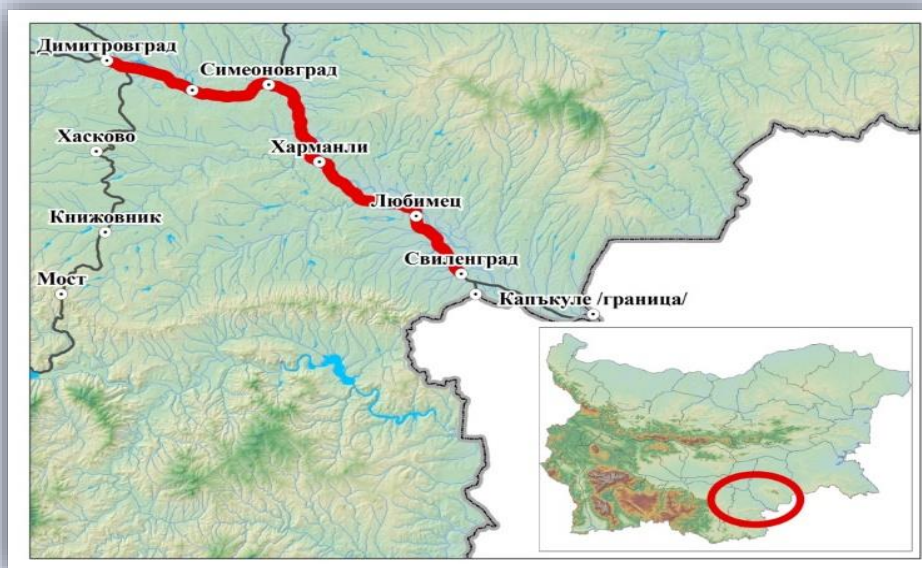 Димитровград
Симеоновград
Хасково
Харманли
Книжовник
Любимец
Мост
Свиленград
Капъкуле /граница/